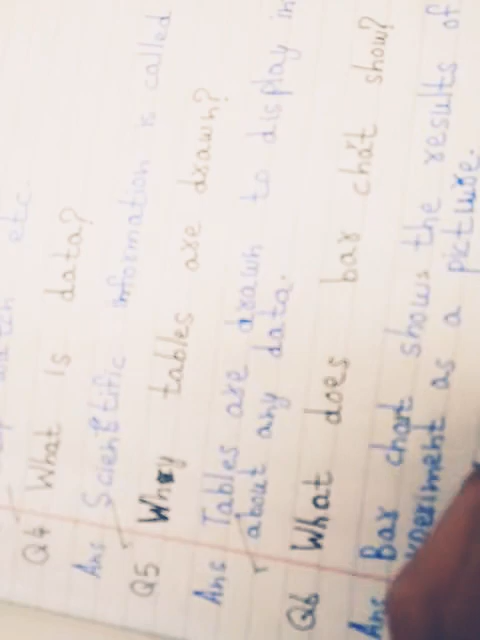 etc.
Q4 What is data?
Ans Scientific information is called
Q5 Why tables are drawn?
Ans Tables are drawn to display in
about any data.
Q6 What does bar chat show?
Ans Bar chart shows the results of
experiment as a picture.